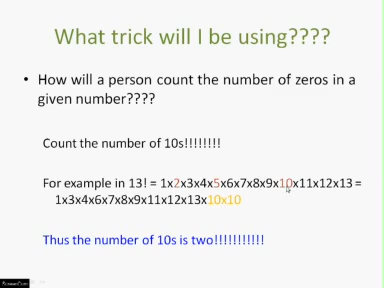 What trick will I be using????
• How will a person count the number of zeros in a
given number????
Count the number of 10s!!!!!!!!
For example in 13! = 1x2x3x4x5x6x7x8x9x10x11x12x13 =
1x3x4x6x7x8x9x11x12x13x10x10
Thus the number of 10s is two!!!!!!!!!!!